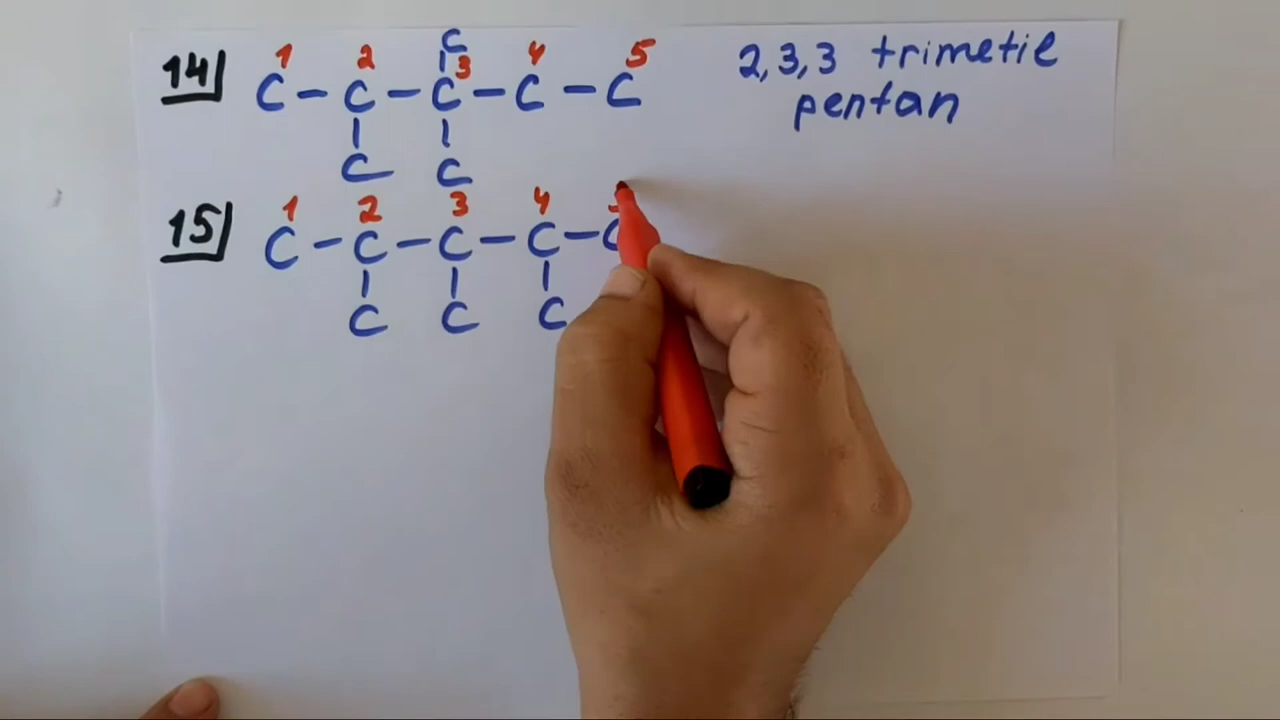 C
14) 1 2 3 4 5
C - C - C - C - C
C C
2,3,3 trimetil
pentan
15) 1 2 3 4
C - C - C - C - C
C C C